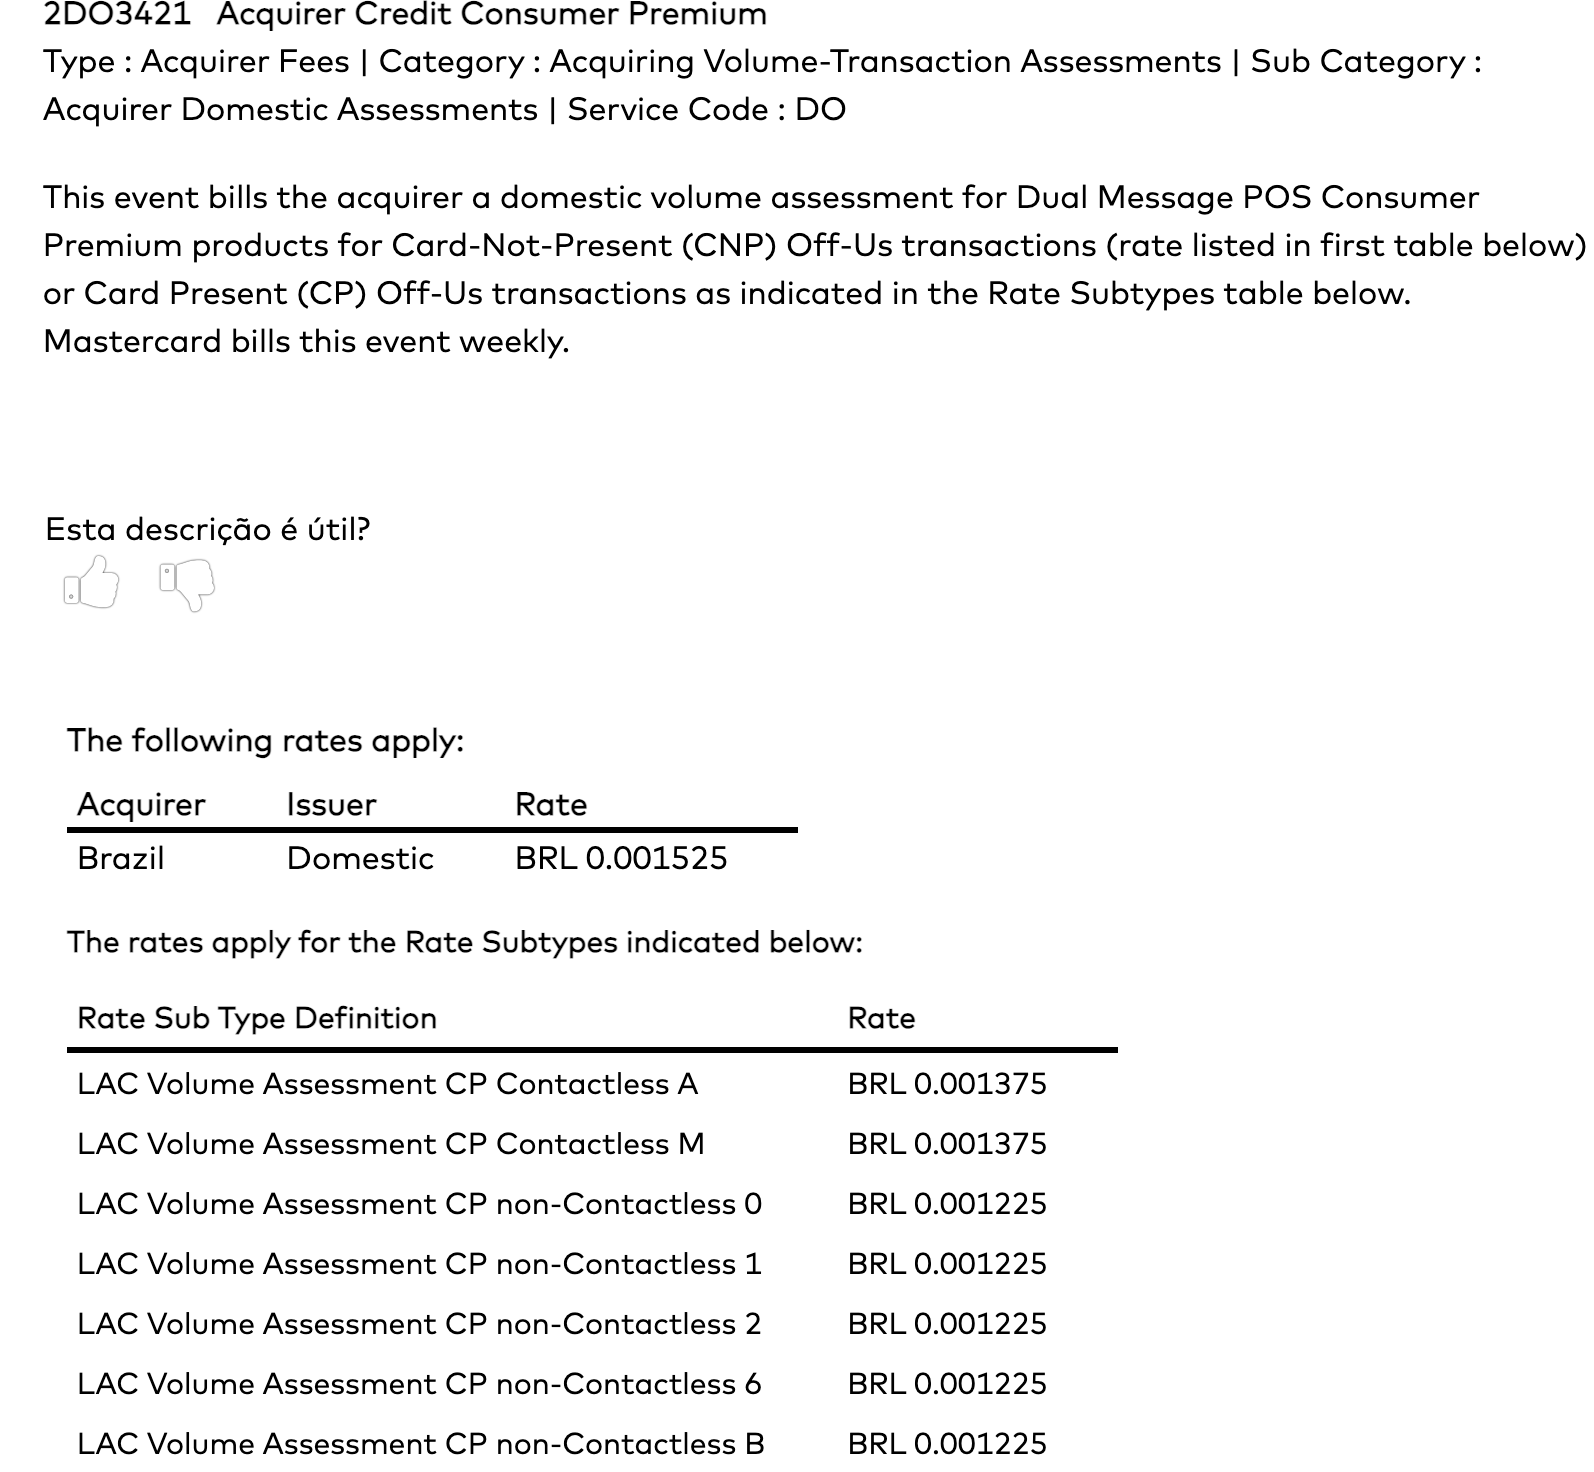 2DO3421 Acquirer Credit Consumer Premium
Type : Acquirer Fees | Category : Acquiring Volume-Transaction Assessments | Sub Category :
Acquirer Domestic Assessments | Service Code : DO
This event bills the acquirer a domestic volume assessment for Dual Message POS Consumer
Premium products for Card-Not-Present (CNP) Off-Us transactions (rate listed in first table below)
or Card Present (CP) Off-Us transactions as indicated in the Rate Subtypes table below.
Mastercard bills this event weekly.
Esta descrição é útil?
The following rates apply:
Acquirer Issuer Rate
Brazil Domestic BRL 0.001525
The rates apply for the Rate Subtypes indicated below:
Rate Sub Type Definition Rate
LAC Volume Assessment CP Contactless A BRL 0.001375
LAC Volume Assessment CP Contactless M BRL 0.001375
LAC Volume Assessment CP non-Contactless 0 BRL 0.001225
LAC Volume Assessment CP non-Contactless 1 BRL 0.001225
LAC Volume Assessment CP non-Contactless 2 BRL 0.001225
LAC Volume Assessment CP non-Contactless 6 BRL 0.001225
LAC Volume Assessment CP non-Contactless B BRL 0.001225